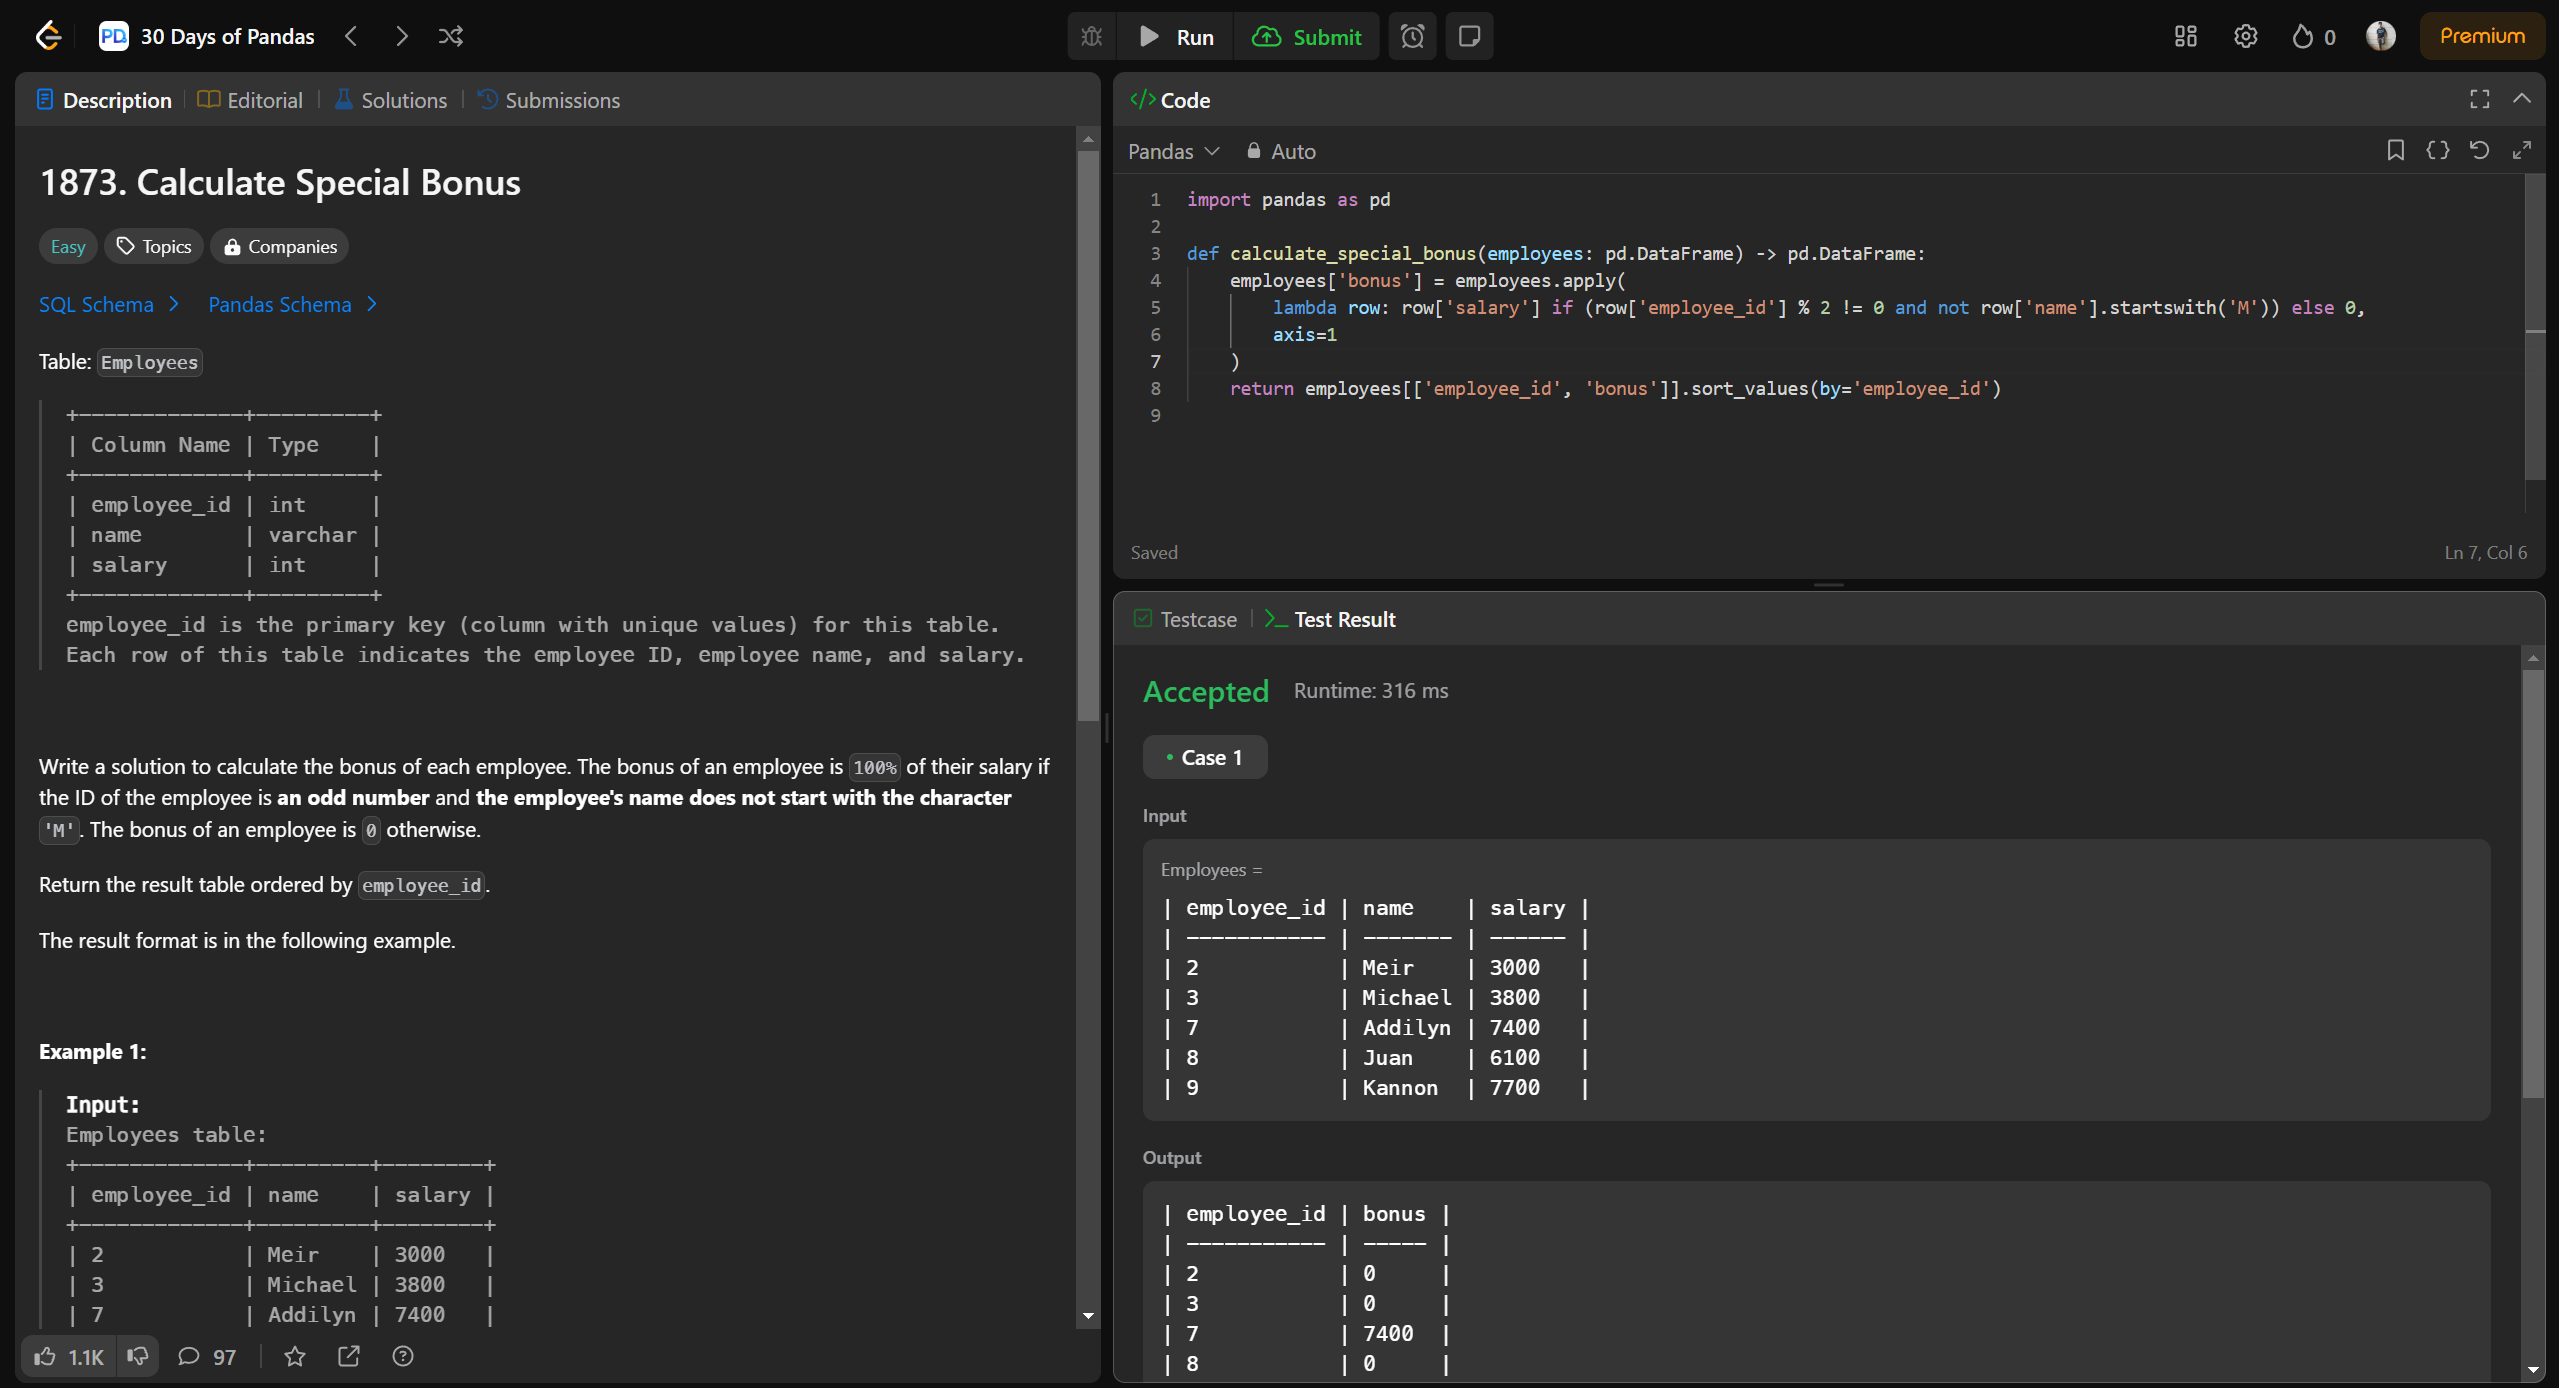 PD 30 Days of Pandas
Run Submit
0 Premium
Description Editorial Solutions Submissions
1873. Calculate Special Bonus
Easy Topics Companies
SQL Schema Pandas Schema
Table: Employees
+-------------+---------+
| Column Name | Type    |
+-------------+---------+
| employee_id | int     |
| name        | varchar |
| salary      | int     |
+-------------+---------+
employee_id is the primary key (column with unique values) for this table.
Each row of this table indicates the employee ID, employee name, and salary.
Write a solution to calculate the bonus of each employee. The bonus of an employee is 100% of their salary if
the ID of the employee is an odd number and the employee's name does not start with the character
'M'. The bonus of an employee is 0 otherwise.
Return the result table ordered by employee_id.
The result format is in the following example.
Example 1:
Input:
Employees table:
+-------------+---------+--------+
| employee_id | name    | salary |
+-------------+---------+--------+
| 2           | Meir    | 3000   |
| 3           | Michael | 3800   |
| 7           | Addilyn | 7400   |
1.1K 97
</> Code
Pandas Auto
1 import pandas as pd
2
3 def calculate_special_bonus(employees: pd.DataFrame) -> pd.DataFrame:
4     employees['bonus'] = employees.apply(
5         lambda row: row['salary'] if (row['employee_id'] % 2 != 0 and not row['name'].startswith('M')) else 0,
6         axis=1
7     )
8     return employees[['employee_id', 'bonus']].sort_values(by='employee_id')
9
Saved Ln 7, Col 6
Testcase >_ Test Result
Accepted Runtime: 316 ms
• Case 1
Input
Employees =
| employee_id | name    | salary |
| ----------- | ------- | ------ |
| 2           | Meir    | 3000   |
| 3           | Michael | 3800   |
| 7           | Addilyn | 7400   |
| 8           | Juan    | 6100   |
| 9           | Kannon  | 7700   |
Output
| employee_id | bonus |
| ----------- | ----- |
| 2           | 0     |
| 3           | 0     |
| 7           | 7400  |
| 8           | 0     |